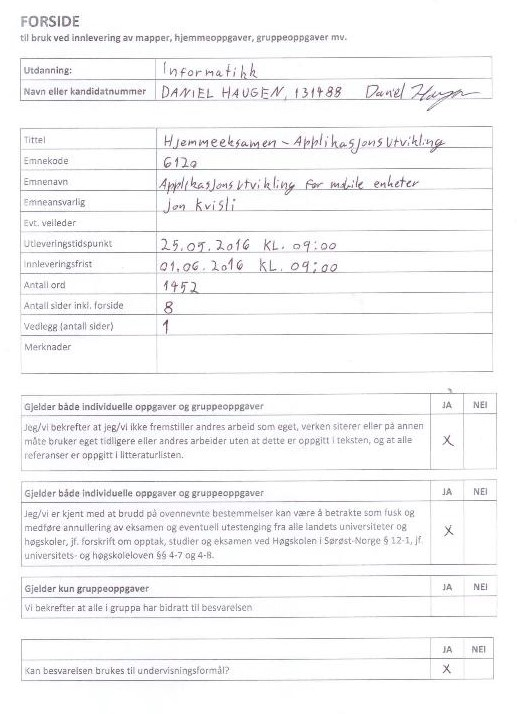 FORSIDE
til bruk ved innlevering av mapper, hjemmeoppgaver, gruppeoppgaver mv.
Utdanning: Informatikk
Navn eller kandidatnummer DANIEL HAUGEN, 131488 Daniel Haugen
Tittel Hjemmeeksamen - Applikasjonsutvikling
Emnekode 6120
Emnenavn Applikasjonsutvikling for mobile enheter
Emneansvarlig Jon Kvisli
Evt. veileder
Utleveringstidspunkt 25.05.2016 KL. 09:00
Innleveringsfrist 01.06.2016 KL. 09:00
Antall ord 1452
Antall sider inkl. forside 8
Vedlegg (antall sider) 1
Merknader
Gjelder både individuelle oppgaver og gruppeoppgaver JA NEI
Jeg/vi bekrefter at jeg/vi ikke fremstiller andres arbeid som eget, verken siterer eller på annen
måte bruker eget tidligere eller andres arbeider uten at dette er oppgitt i teksten, og at alle X
referanser er oppgitt i litteraturlisten.
Gjelder både individuelle oppgaver og gruppeoppgaver JA NEI
Jeg/vi er kjent med at brudd på ovennevnte bestemmelser kan være å betrakte som fusk og
medføre annullering av eksamen og eventuell utestenging fra alle landets universiteter og X
høgskoler, jf. forskrift om opptak, studier og eksamen ved Høgskolen i Sørøst-Norge § 12-1, jf.
universitets- og høgskoleloven §§ 4-7 og 4-8.
Gjelder kun gruppeoppgaver JA NEI
Vi bekrefter at alle i gruppa har bidratt til besvarelsen
JA NEI
Kan besvarelsen brukes til undervisningsformål? X